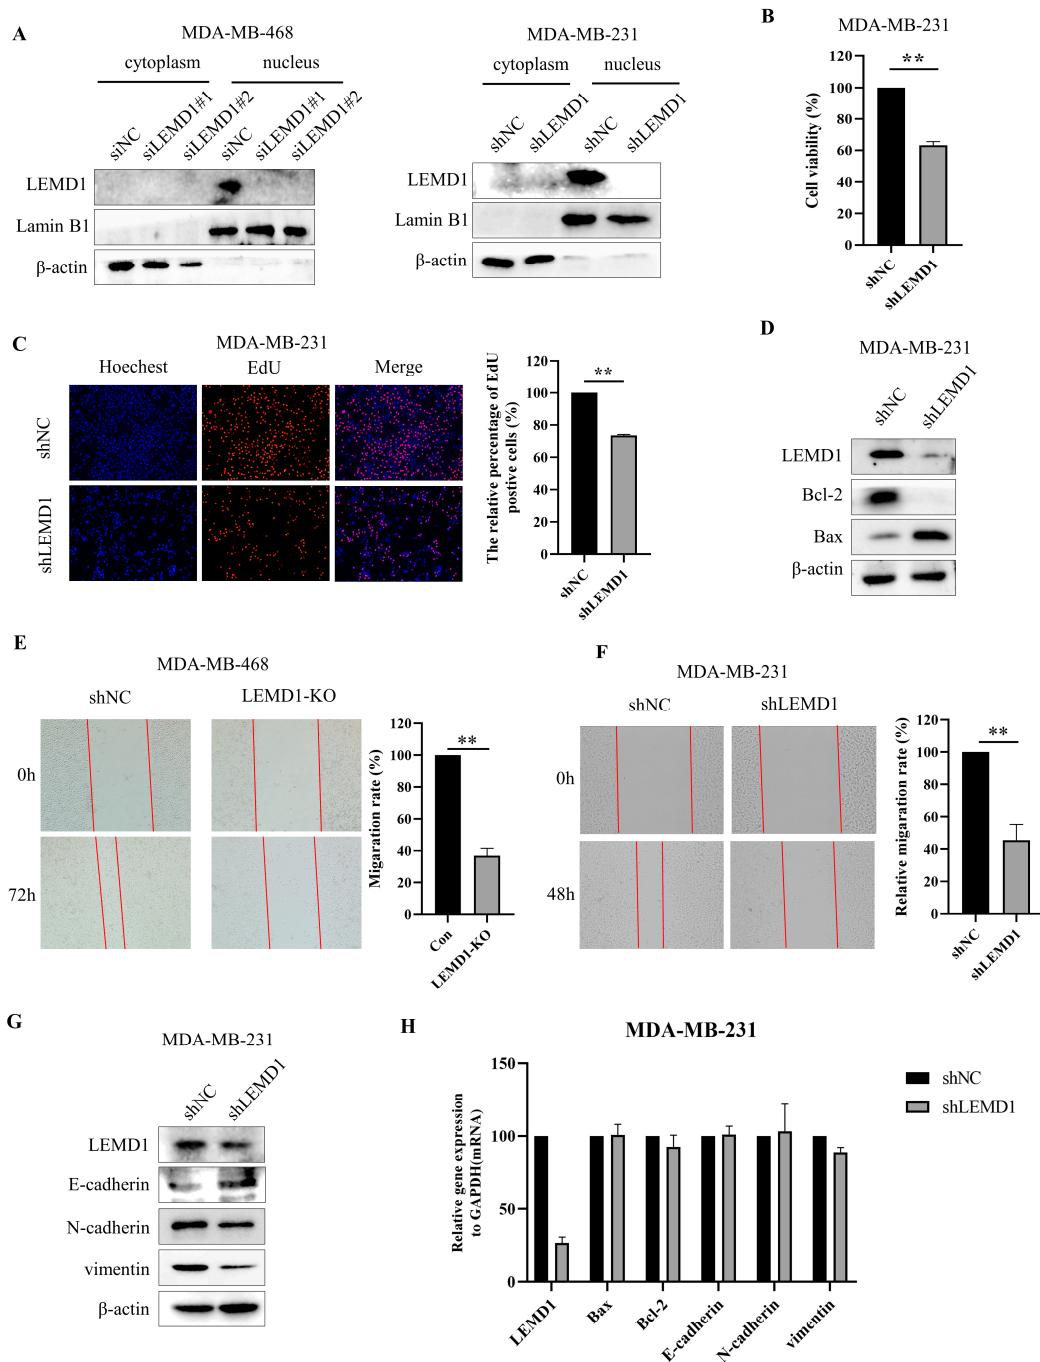 A
MDA-MB-468
cytoplasm nucleus
siNC siLEMD1#1 siLEMD1#2 siNC siLEMD1#1 siLEMD1#2
LEMD1
Lamin B1
β-actin
MDA-MB-231
cytoplasm nucleus
shNC shLEMD1 shNC shLEMD1
LEMD1
Lamin B1
β-actin
B
MDA-MB-231
Cell viability (%)
120
100
80
60
40
20
0
**
shNC shLEMD1
C
MDA-MB-231
Hoechest EdU Merge
shNC
shLEMD1
The relative percentage of EdU
postive cells (%)
120
100
80
60
40
20
0
**
shNC shLEMD1
D
MDA-MB-231
shNC shLEMD1
LEMD1
Bcl-2
Bax
β-actin
E
MDA-MB-468
shNC LEMD1-KO
0h
72h
Migaration rate (%)
120
100
80
60
40
20
0
**
Con LEMD1-KO
F
MDA-MB-231
shNC shLEMD1
0h
48h
Relative migaration rate (%)
120
100
80
60
40
20
0
**
shNC shLEMD1
G
MDA-MB-231
shNC shLEMD1
LEMD1
E-cadherin
N-cadherin
vimentin
β-actin
H
MDA-MB-231
Relative gene expression
to GAPDH(mRNA)
150
100
50
0
LEMD1 Bax Bcl-2 E-cadherin N-cadherin vimentin
shNC
shLEMD1